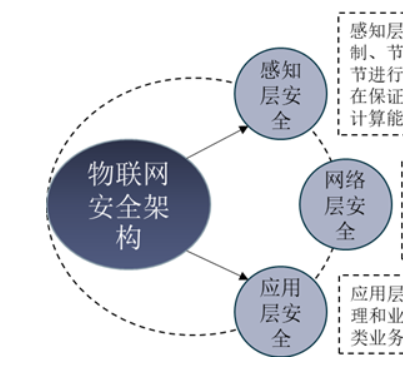 感知层
制、节
节进行
在保证
计算能
感知
层安
全
物联网
安全架
构
网络
层安
全
应用
层安
全
应用层
理和业
类业务